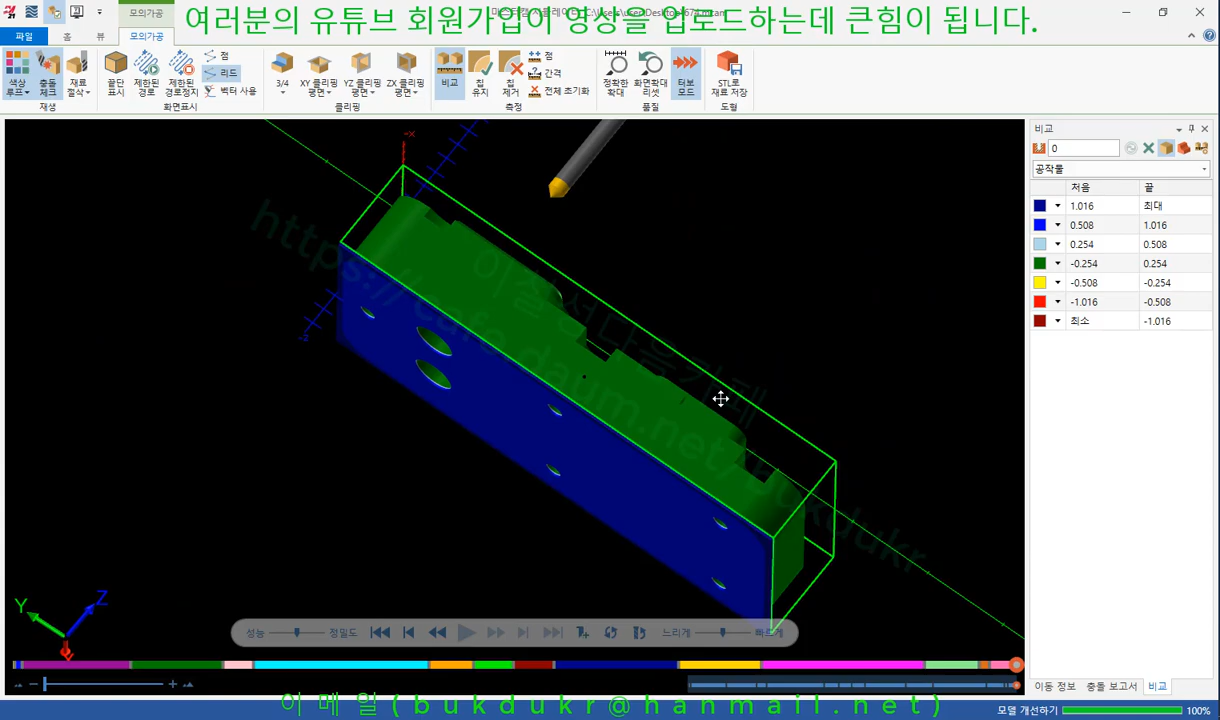 여러분의 유튜브 회원가입이 영상을 업로드하는데 큰힘이 됩니다.
모의가공
파일 홈 뷰 모의가공
색상 루프 충돌 체크 재료 절삭
재생
끝단 표시 제한된 경로 제한된 경로정지 점 리드 벡터 사용
화면표시
3/4 XY 클리핑 평면 YZ 클리핑 평면 ZX 클리핑 평면
클리핑
비교 칩 유지 칩 제거 점 간격 전체 초기화
측정
정확한 확대 화면확대 리셋 터보 모드
품질
STL로 재료 저장
도형
비교
0
공작물
처음 끝
1.016 최대
0.508 1.016
0.254 0.508
-0.254 0.254
-0.508 -0.254
-1.016 -0.508
최소 -1.016
-X
-2
https://cafe.daum.net/bukdukr
Y Z
성능 정밀도 느리게 빠르게
이동 정보 충돌 보고서 비교
이 메 일 ( b u k d u k r @ h a n m a i l . n e t )
모델 개선하기 100%